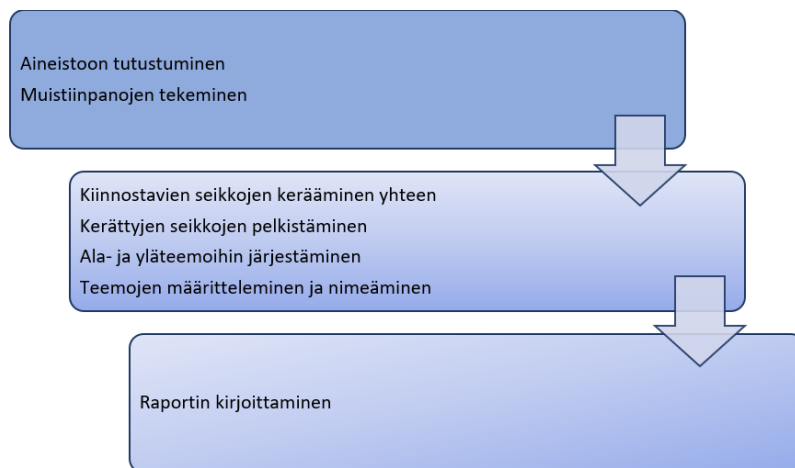 Aineistoon tutustuminen
Muistiinpanojen tekeminen
Kiinnostavien seikkojen kerääminen yhteen
Kerättyjen seikkojen pelkistäminen
Ala- ja yläteemoihin järjestäminen
Teemojen määritteleminen ja nimeäminen
Raportin kirjoittaminen